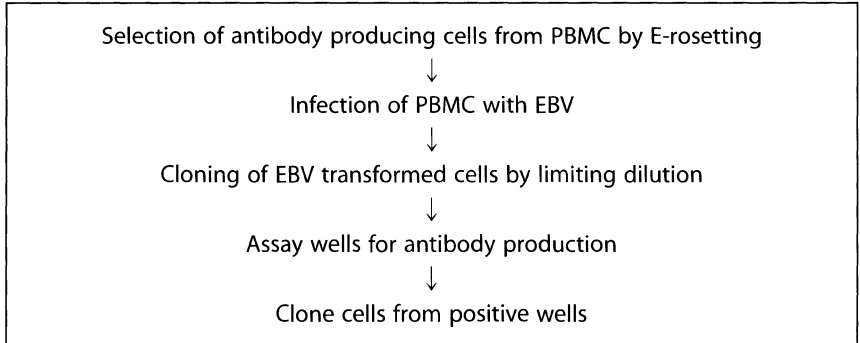 Selection of antibody producing cells from PBMC by E-rosetting
↓
Infection of PBMC with EBV
↓
Cloning of EBV transformed cells by limiting dilution
↓
Assay wells for antibody production
↓
Clone cells from positive wells